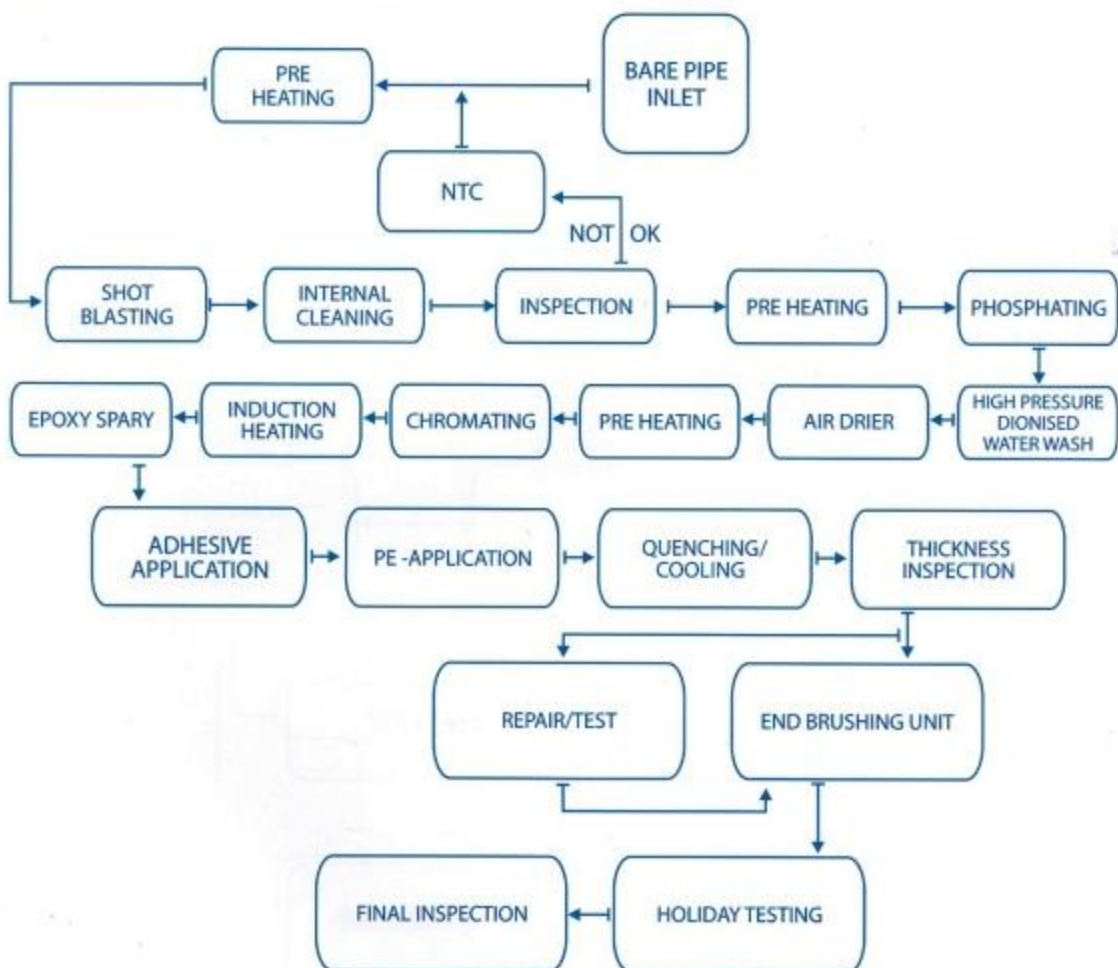 PRE
HEATING
BARE PIPE
INLET
NTC
NOT OK
SHOT
BLASTING
INTERNAL
CLEANING
INSPECTION
PRE HEATING
PHOSPHATING
EPOXY SPARY
INDUCTION
HEATING
CHROMATING
PRE HEATING
AIR DRIER
HIGH PRESSURE
DIONISED
WATER WASH
ADHESIVE
APPLICATION
PE -APPLICATION
QUENCHING/
COOLING
THICKNESS
INSPECTION
REPAIR/TEST
END BRUSHING UNIT
FINAL INSPECTION
HOLIDAY TESTING